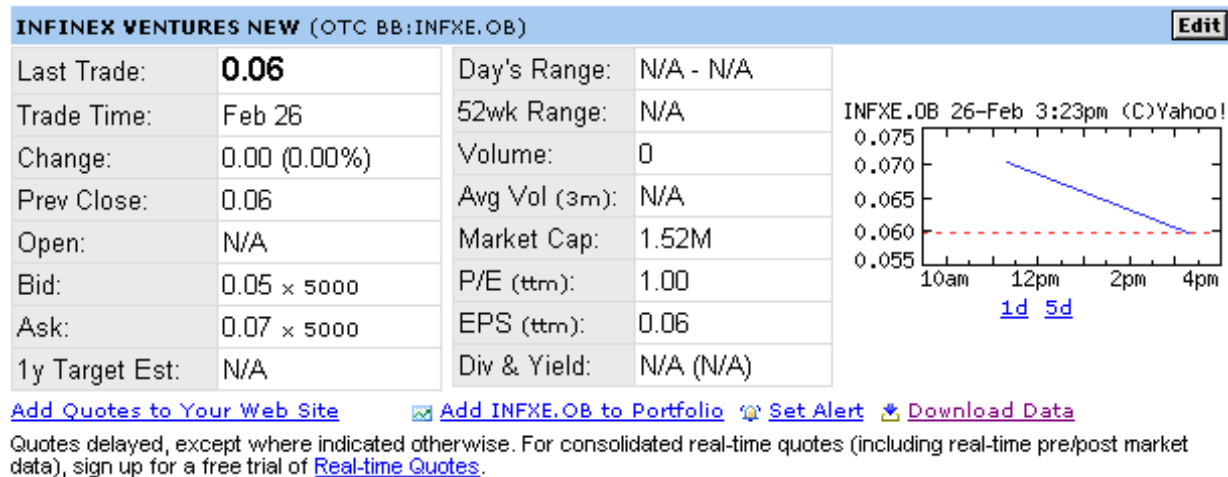 INFINEX VENTURES NEW (OTC BB:INFXE.OB) Edit
Last Trade: 0.06
Trade Time: Feb 26
Change: 0.00 (0.00%)
Prev Close: 0.06
Open: N/A
Bid: 0.05 × 5000
Ask: 0.07 × 5000
1y Target Est: N/A
Day's Range: N/A - N/A
52wk Range: N/A
Volume: 0
Avg Vol (3m): N/A
Market Cap: 1.52M
P/E (ttm): 1.00
EPS (ttm): 0.06
Div & Yield: N/A (N/A)
INFXE.OB 26-Feb 3:23pm (C)Yahoo!
0.075
0.070
0.065
0.060
0.055
10am 12pm 2pm 4pm
1d 5d
Add Quotes to Your Web Site Add INFXE.OB to Portfolio Set Alert Download Data
Quotes delayed, except where indicated otherwise. For consolidated real-time quotes (including real-time pre/post market
data), sign up for a free trial of Real-time Quotes.